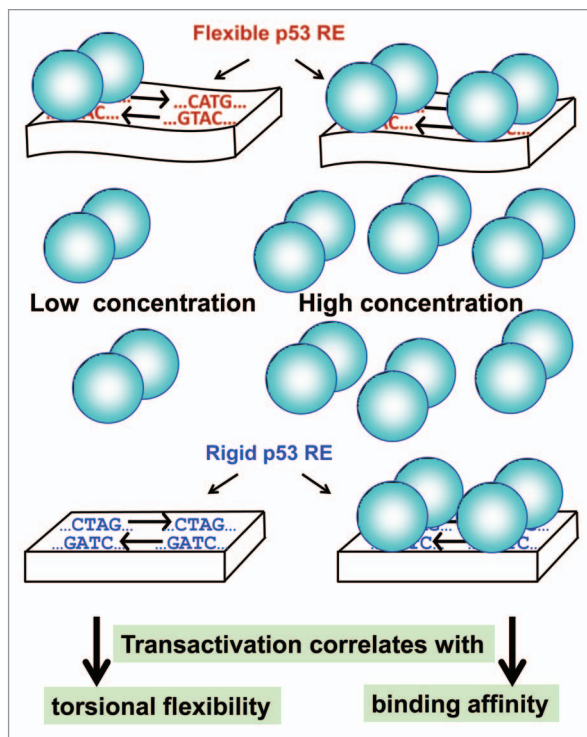 Flexible p53 RE
...CATG...
...GTAC...
Low concentration
High concentration
Rigid p53 RE
...CTAG... ...CTAG...
...GATC... ...GATC...
Transactivation correlates with
torsional flexibility
binding affinity